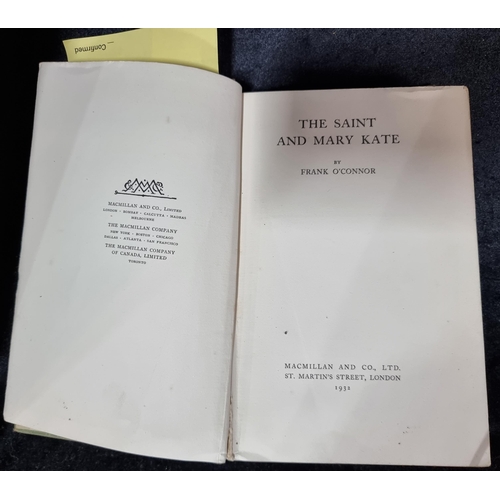 Confirmed
MACMILLAN AND CO., LIMITED
LONDON · BOMBAY · CALCUTTA · MADRAS
MELBOURNE
THE MACMILLAN COMPANY
NEW YORK · BOSTON · CHICAGO
DALLAS · ATLANTA · SAN FRANCISCO
THE MACMILLAN COMPANY
OF CANADA, LIMITED
TORONTO
THE SAINT
AND MARY KATE
BY
FRANK O'CONNOR
MACMILLAN AND CO., LTD.
ST. MARTIN'S STREET, LONDON
1932